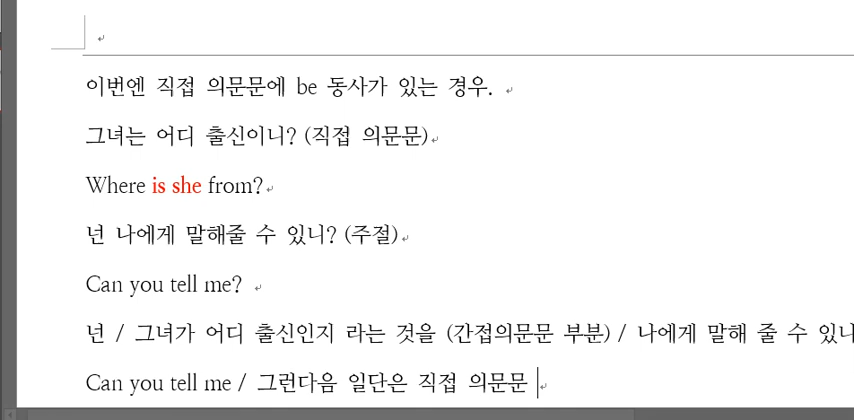 이번엔 직접 의문문에 be 동사가 있는 경우.
그녀는 어디 출신이니? (직접 의문문)
Where is she from?
넌 나에게 말해줄 수 있니? (주절)
Can you tell me?
넌 / 그녀가 어디 출신인지 라는 것을 (간접의문문 부분) / 나에게 말해 줄 수 있니
Can you tell me / 그런다음 일단은 직접 의문문